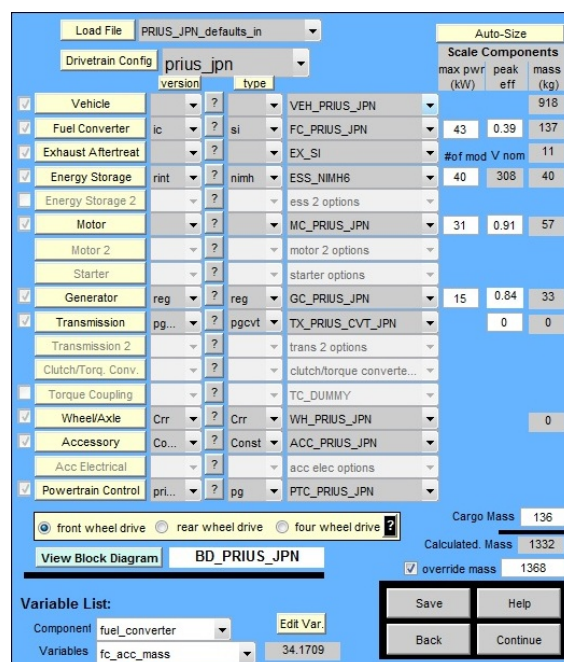 Load File PRIUS_JPN_defaults_in Auto-Size
Scale Components
Drivetrain Config prius_jpn max pwr peak mass
version type (kW) eff (kg)
Vehicle ? VEH_PRIUS_JPN 918
Fuel Converter ic ? si FC_PRIUS_JPN 43 0.39 137
Exhaust Aftertreat ? EX_SI #of mod V nom 11
Energy Storage rint ? nimh ESS_NIMH6 40 308 40
Energy Storage 2 ? ess 2 options
Motor ? MC_PRIUS_JPN 31 0.91 57
Motor 2 ? motor 2 options
Starter ? starter options
Generator reg ? reg GC_PRIUS_JPN 15 0.84 33
Transmission pg... ? pgcvt TX_PRIUS_CVT_JPN 0 0
Transmission 2 ? trans 2 options
Clutch/Torq. Conv. ? clutch/torque converte...
Torque Coupling ? TC_DUMMY
Wheel/Axle Crr ? Crr WH_PRIUS_JPN 0
Accessory Co... ? Const ACC_PRIUS_JPN
Acc Electrical ? acc elec options
Powertrain Control pri... ? pg PTC_PRIUS_JPN
Cargo Mass 136
front wheel drive rear wheel drive four wheel drive ?
Calculated. Mass 1332
View Block Diagram BD_PRIUS_JPN
override mass 1368
Variable List: Save Help
Component fuel_converter Edit Var.
Variables fc_acc_mass 34.1709 Back Continue